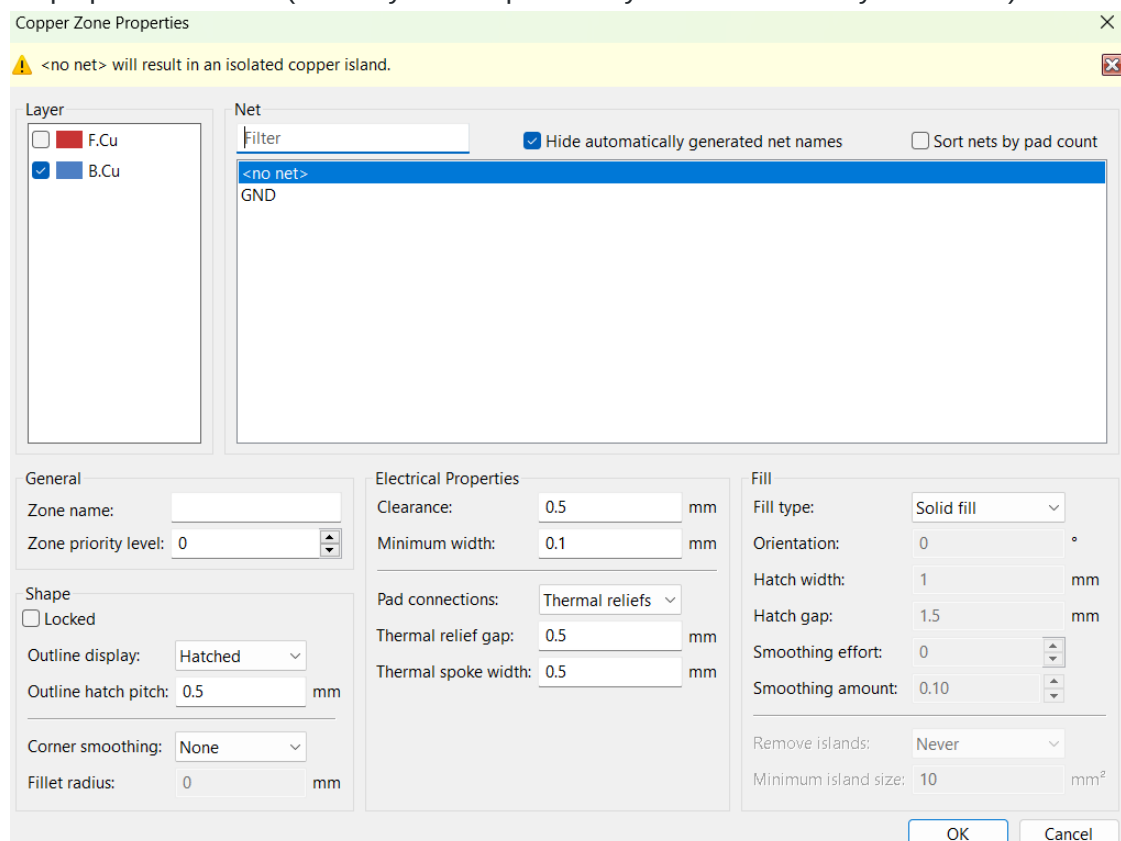 Copper Zone Properties
<no net> will result in an isolated copper island.
Layer
F.Cu
B.Cu
Net
Filter
Hide automatically generated net names
Sort nets by pad count
<no net>
GND
General
Zone name:
Zone priority level: 0
Shape
Locked
Outline display: Hatched
Outline hatch pitch: 0.5 mm
Corner smoothing: None
Fillet radius: 0 mm
Electrical Properties
Clearance: 0.5 mm
Minimum width: 0.1 mm
Pad connections: Thermal reliefs
Thermal relief gap: 0.5 mm
Thermal spoke width: 0.5 mm
Fill
Fill type: Solid fill
Orientation: 0 °
Hatch width: 1 mm
Hatch gap: 1.5 mm
Smoothing effort: 0
Smoothing amount: 0.10
Remove islands: Never
Minimum island size: 10 mm²
OK
Cancel